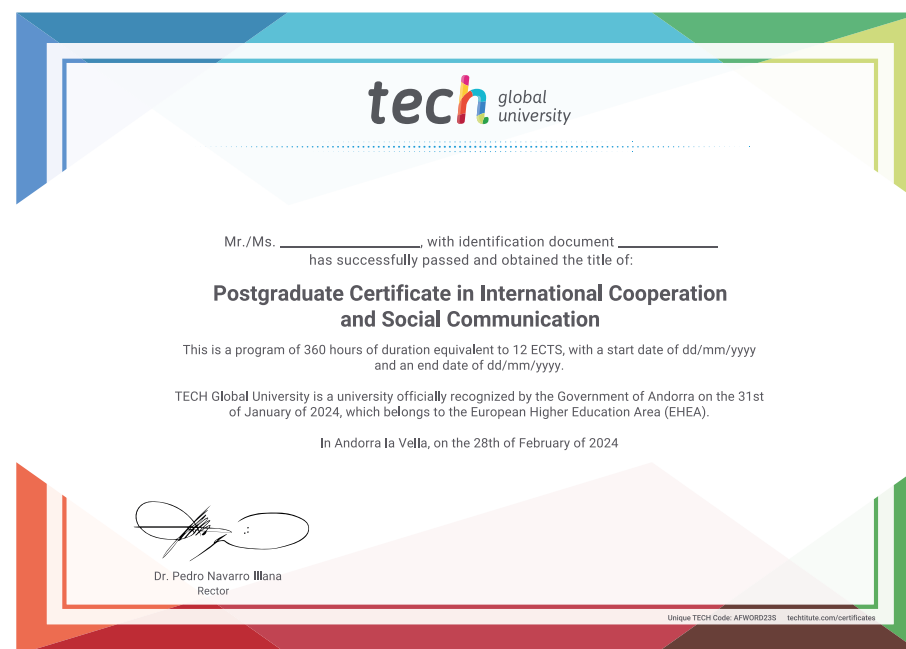 tech global university
Mr./Ms. ____________________, with identification document ______________
has successfully passed and obtained the title of:
Postgraduate Certificate in International Cooperation
and Social Communication
This is a program of 360 hours of duration equivalent to 12 ECTS, with a start date of dd/mm/yyyy
and an end date of dd/mm/yyyy.
TECH Global University is a university officially recognized by the Government of Andorra on the 31st
of January of 2024, which belongs to the European Higher Education Area (EHEA).
In Andorra la Vella, on the 28th of February of 2024
Dr. Pedro Navarro Illana
Rector
Unique TECH Code: AFWORD23S techtitute.com/certificates